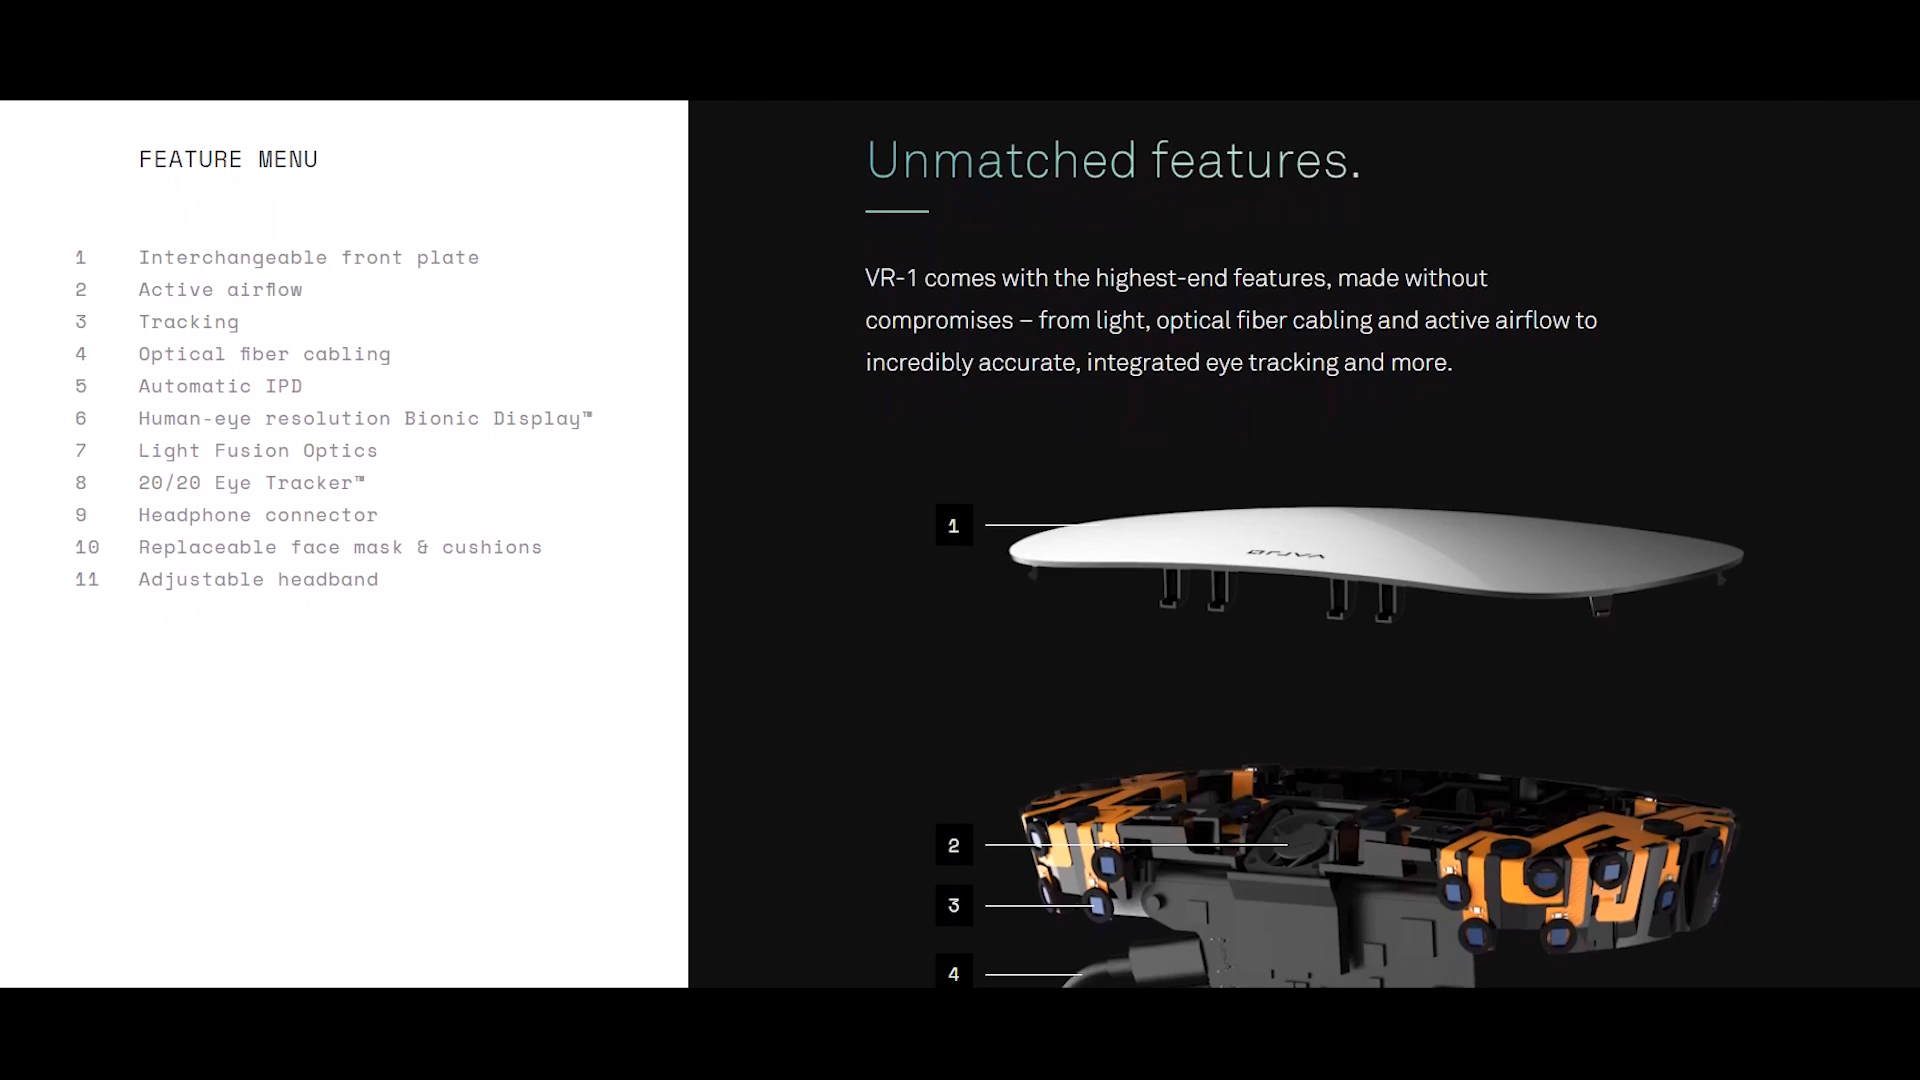 FEATURE MENU
1 Interchangeable front plate
2 Active airflow
3 Tracking
4 Optical fiber cabling
5 Automatic IPD
6 Human-eye resolution Bionic Display™
7 Light Fusion Optics
8 20/20 Eye Tracker™
9 Headphone connector
10 Replaceable face mask & cushions
11 Adjustable headband
Unmatched features.
VR-1 comes with the highest-end features, made without
compromises – from light, optical fiber cabling and active airflow to
incredibly accurate, integrated eye tracking and more.
1
VARJO
2
3
4